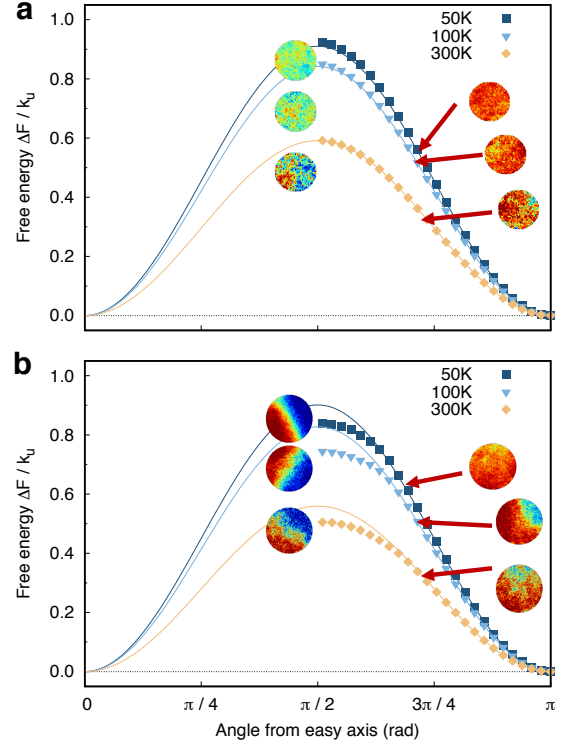 a
50K
100K
300K
1.0
0.8
0.6
0.4
0.2
0.0
Free energy ΔF / k_u
b
50K
100K
300K
1.0
0.8
0.6
0.4
0.2
0.0
Free energy ΔF / k_u
0 π / 4 π / 2 3π / 4 π
Angle from easy axis (rad)